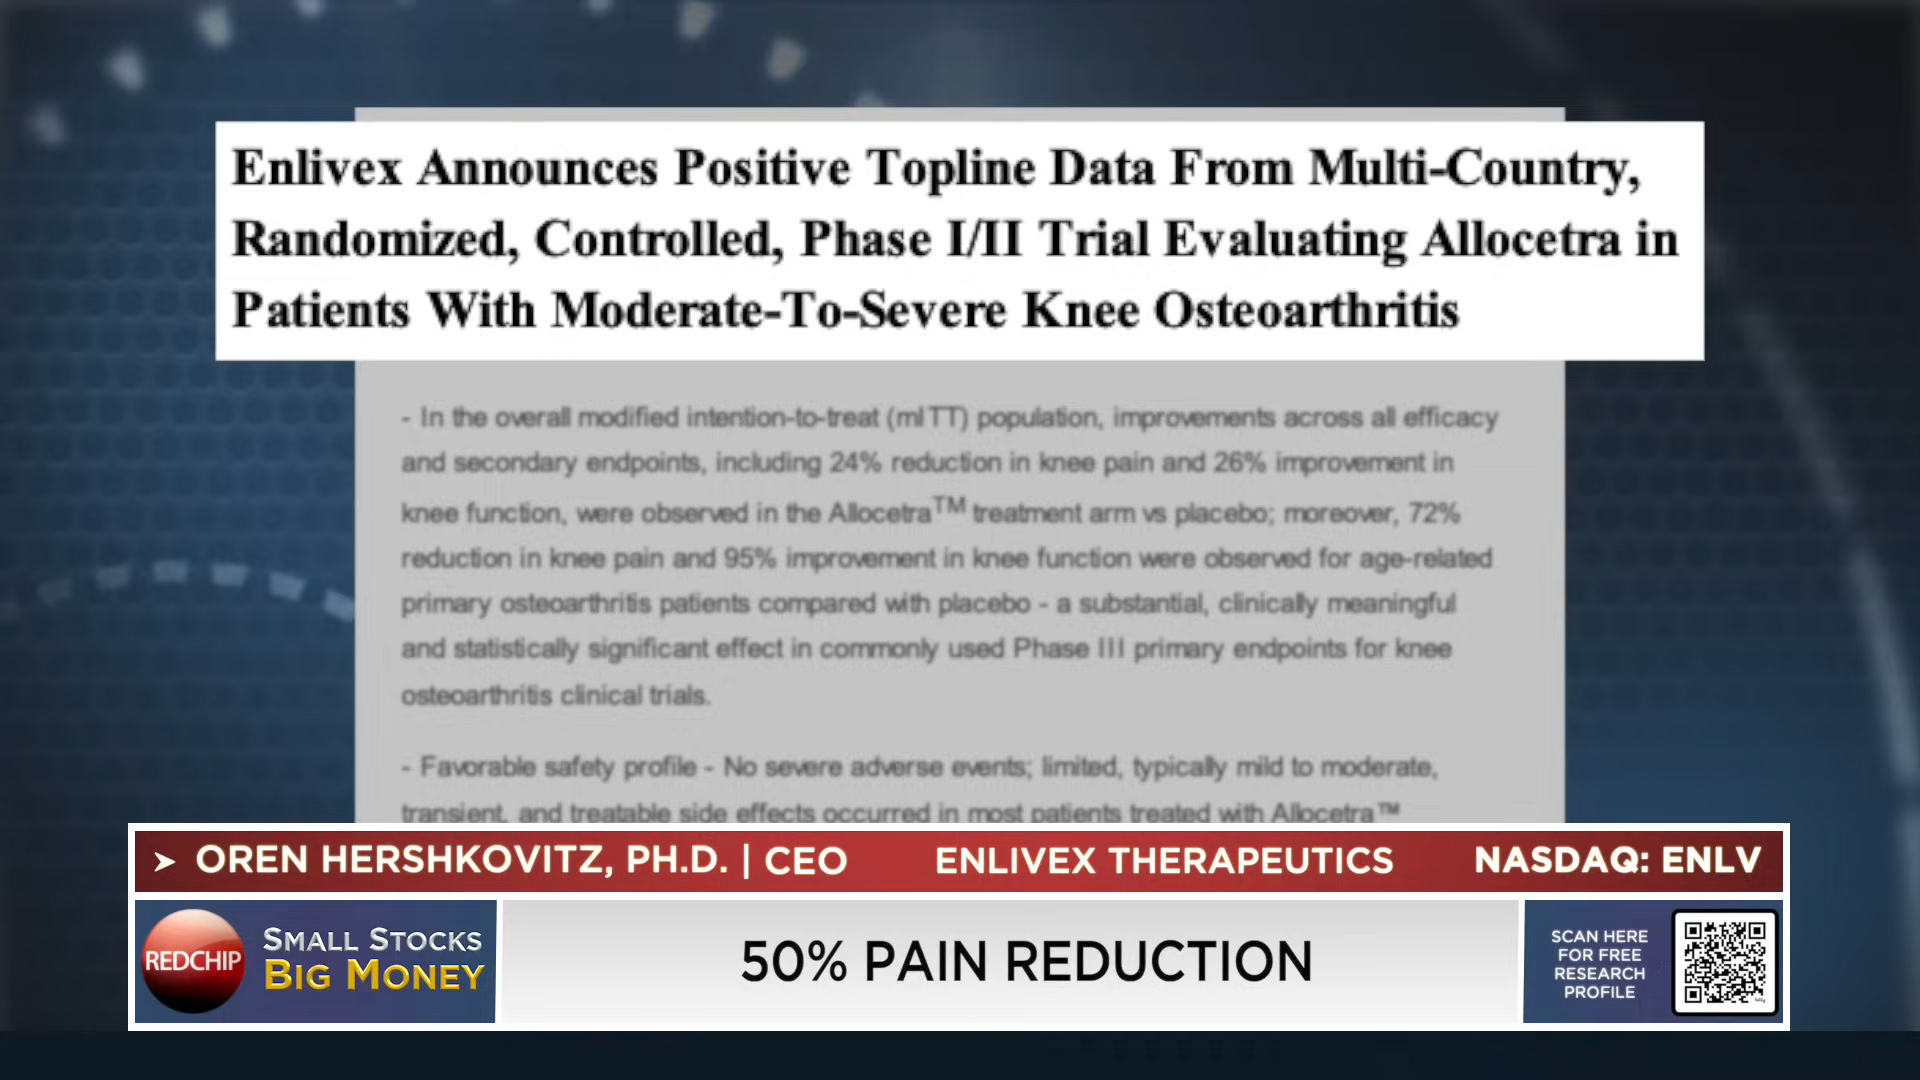 Enlivex Announces Positive Topline Data From Multi-Country,
Randomized, Controlled, Phase I/II Trial Evaluating Allocetra in
Patients With Moderate-To-Severe Knee Osteoarthritis
- In the overall modified intention-to-treat (mITT) population, improvements across all efficacy
and secondary endpoints, including 24% reduction in knee pain and 26% improvement in
knee function, were observed in the Allocetra™ treatment arm vs placebo; moreover, 72%
reduction in knee pain and 95% improvement in knee function were observed for age-related
primary osteoarthritis patients compared with placebo - a substantial, clinically meaningful
and statistically significant effect in commonly used Phase III primary endpoints for knee
osteoarthritis clinical trials.
- Favorable safety profile - No severe adverse events; limited, typically mild to moderate,
transient, and treatable side effects occurred in most patients treated with Allocetra™
➤ OREN HERSHKOVITZ, PH.D. | CEO ENLIVEX THERAPEUTICS NASDAQ: ENLV
REDCHIP
SMALL STOCKS
BIG MONEY
50% PAIN REDUCTION
SCAN HERE
FOR FREE
RESEARCH
PROFILE